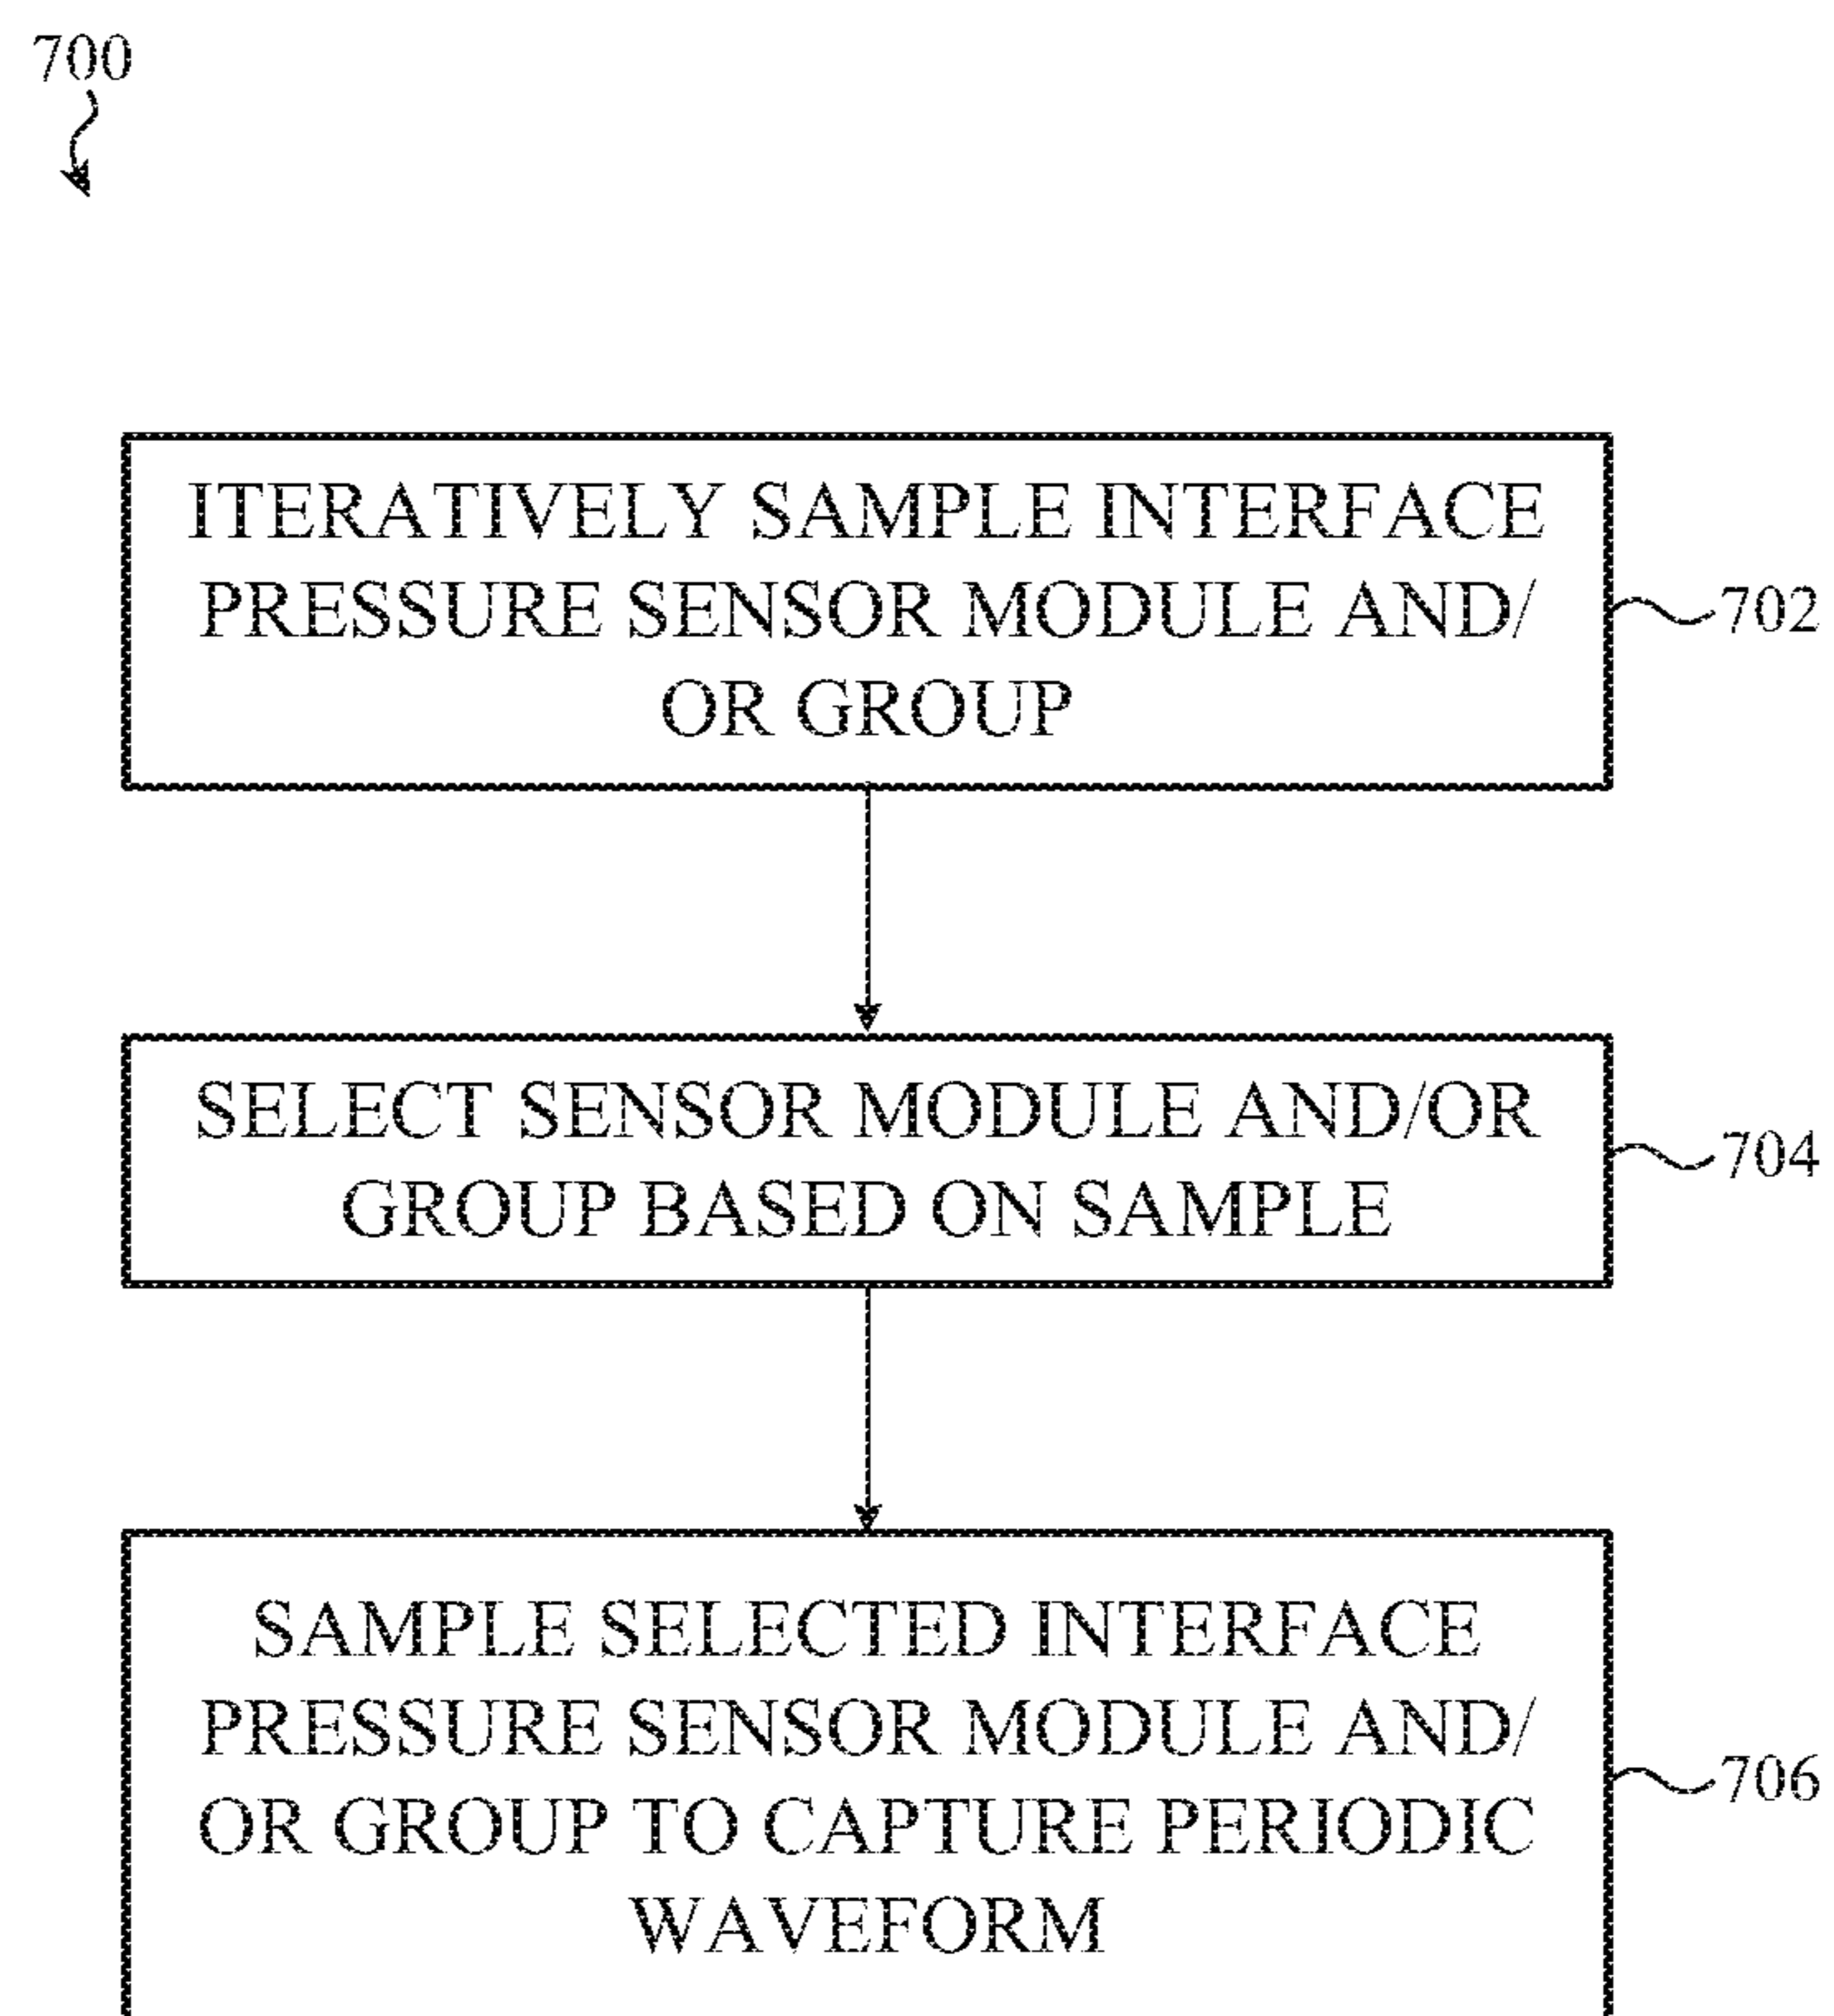 700
ITERATIVELY SAMPLE INTERFACE
PRESSURE SENSOR MODULE AND/
OR GROUP
702
SELECT SENSOR MODULE AND/OR
GROUP BASED ON SAMPLE
704
SAMPLE SELECTED INTERFACE
PRESSURE SENSOR MODULE AND/
OR GROUP TO CAPTURE PERIODIC
WAVEFORM
706